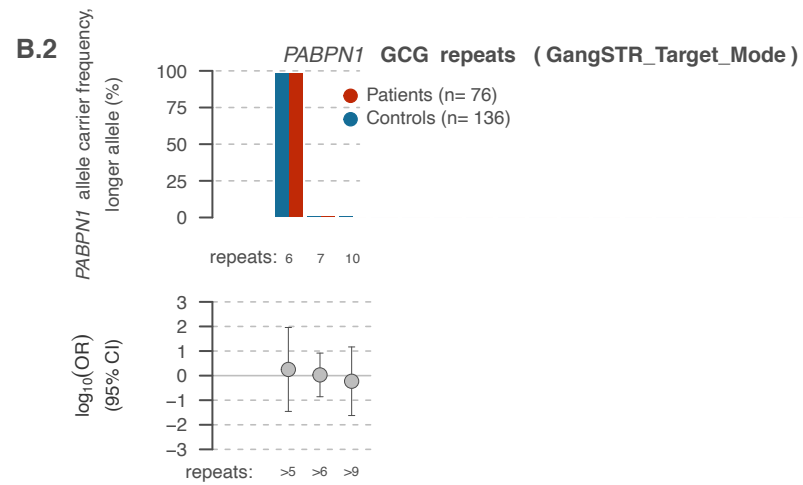 B.2
PABPN1 GCG repeats (GangSTR_Target_Mode)
PABPN1 allele carrier frequency,
longer allele (%)
100
75
50
25
0
Patients (n= 76)
Controls (n= 136)
repeats: 6 7 10
log₁₀(OR)
(95% CI)
3
2
1
0
−1
−2
−3
repeats: >5 >6 >9